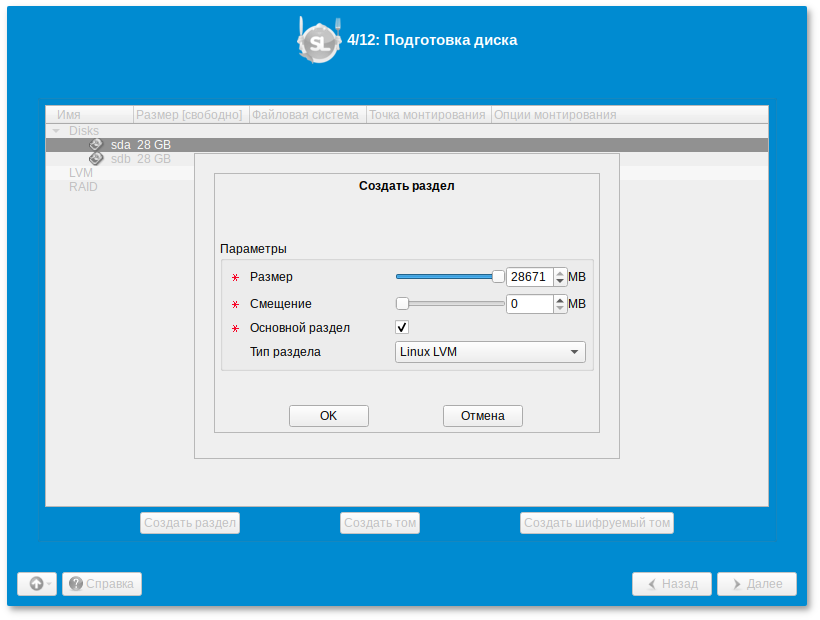 SL 4/12: Подготовка диска
Имя Размер [свободно] Файловая система Точка монтирования Опции монтирования
Disks
sda 28 GB
sdb 28 GB
LVM
RAID
Создать раздел
Параметры
* Размер 28671 MB
* Смещение 0 MB
* Основной раздел
Тип раздела Linux LVM
OK Отмена
Создать раздел Создать том Создать шифруемый том
Справка Назад Далее